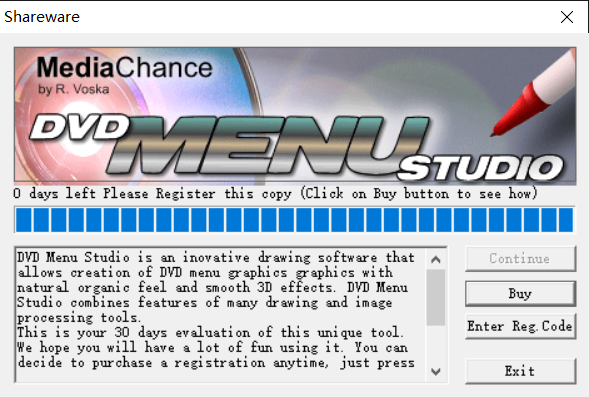 Shareware
MediaChance
by R. Voska
DVD MENU STUDIO
0 days left Please Register this copy (Click on Buy button to see how)
DVD Menu Studio is an inovative drawing software that
allows creation of DVD menu graphics graphics with
natural organic feel and smooth 3D effects. DVD Menu
Studio combines features of many drawing and image
processing tools.
This is your 30 days evaluation of this unique tool.
We hope you will have a lot of fun using it. You can
decide to purchase a registration anytime, just press
Continue
Buy
Enter Reg.Code
Exit